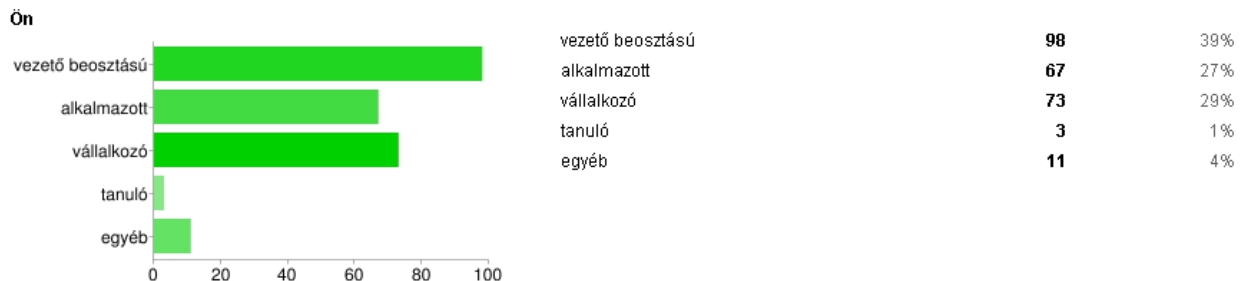 Ön
vezető beosztású
alkalmazott
vállalkozó
tanuló
egyéb
0 20 40 60 80 100
vezető beosztású 98 39%
alkalmazott 67 27%
vállalkozó 73 29%
tanuló 3 1%
egyéb 11 4%